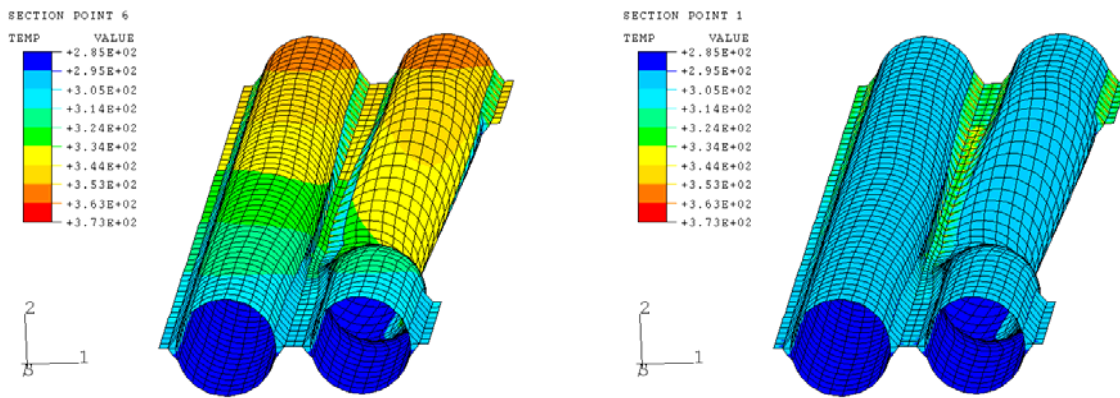 SECTION POINT 6
TEMP VALUE
+2.85E+02
+2.95E+02
+3.05E+02
+3.14E+02
+3.24E+02
+3.34E+02
+3.44E+02
+3.53E+02
+3.63E+02
+3.73E+02
2
1
SECTION POINT 1
TEMP VALUE
+2.85E+02
+2.95E+02
+3.05E+02
+3.14E+02
+3.24E+02
+3.34E+02
+3.44E+02
+3.53E+02
+3.63E+02
+3.73E+02
2
1